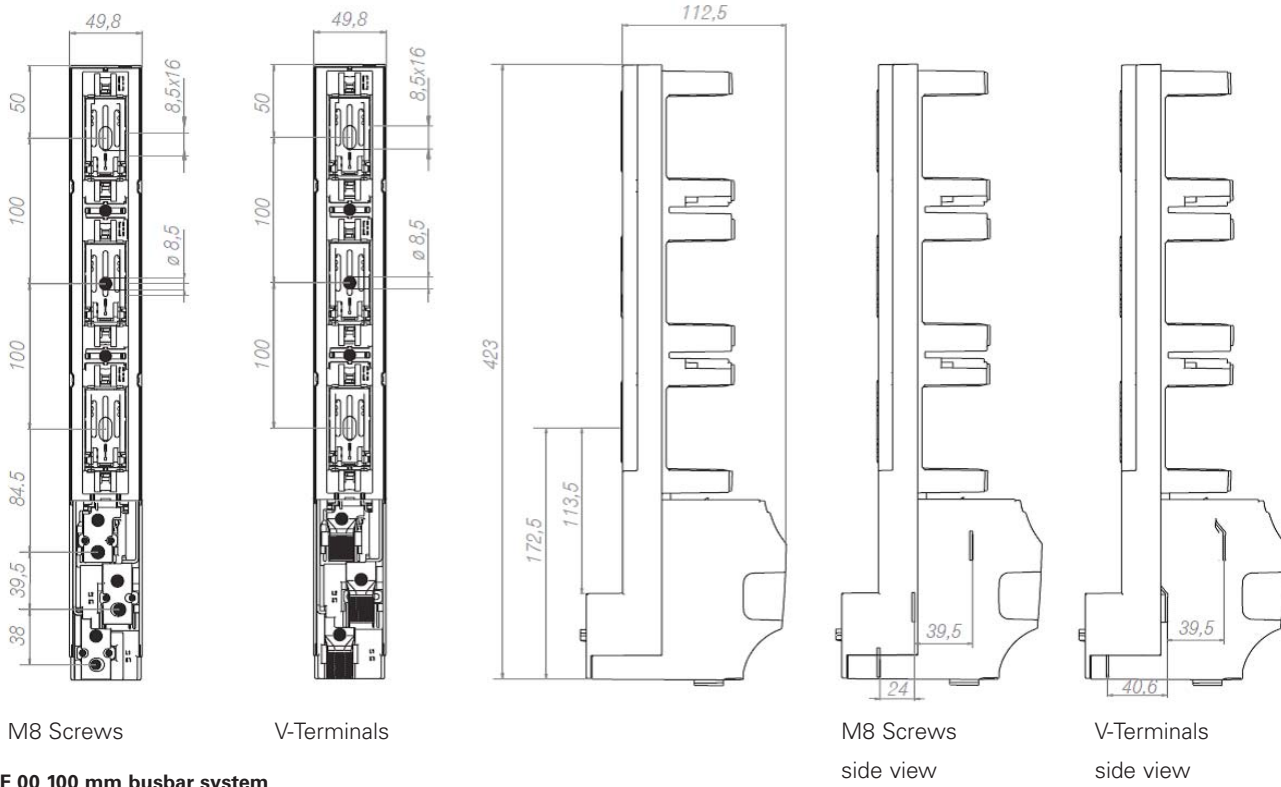 49,8
50
8,5x16
100
ø 8,5
100
84.5
39,5
38
M8 Screws
49,8
50
8,5x16
100
ø 8,5
100
V-Terminals
112,5
423
172,5
113,5
39,5
24
M8 Screws
side view
39,5
40,6
V-Terminals
side view
F 00 100 mm busbar system